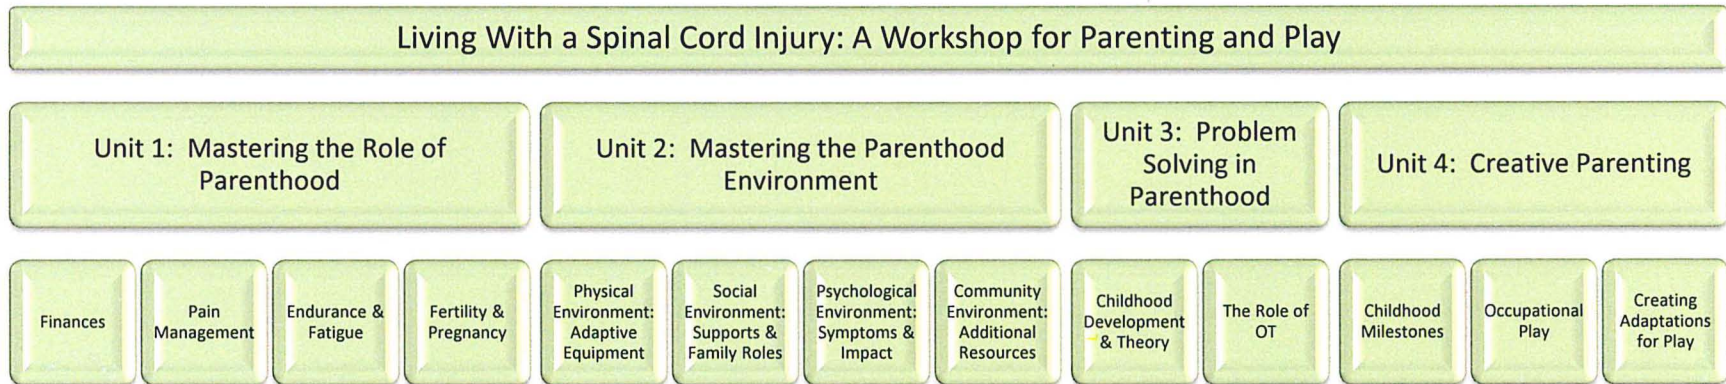 Living With a Spinal Cord Injury: A Workshop for Parenting and Play
Unit 1: Mastering the Role of
Parenthood
Unit 2: Mastering the Parenthood
Environment
Unit 3: Problem
Solving in
Parenthood
Unit 4: Creative Parenting
Finances
Pain
Management
Endurance &
Fatigue
Fertility &
Pregnancy
Physical
Environment:
Adaptive
Equipment
Social
Environment:
Supports &
Family Roles
Psychological
Environment:
Symptoms &
Impact
Community
Environment:
Additional
Resources
Childhood
Development
& Theory
The Role of
OT
Childhood
Milestones
Occupational
Play
Creating
Adaptations
for Play